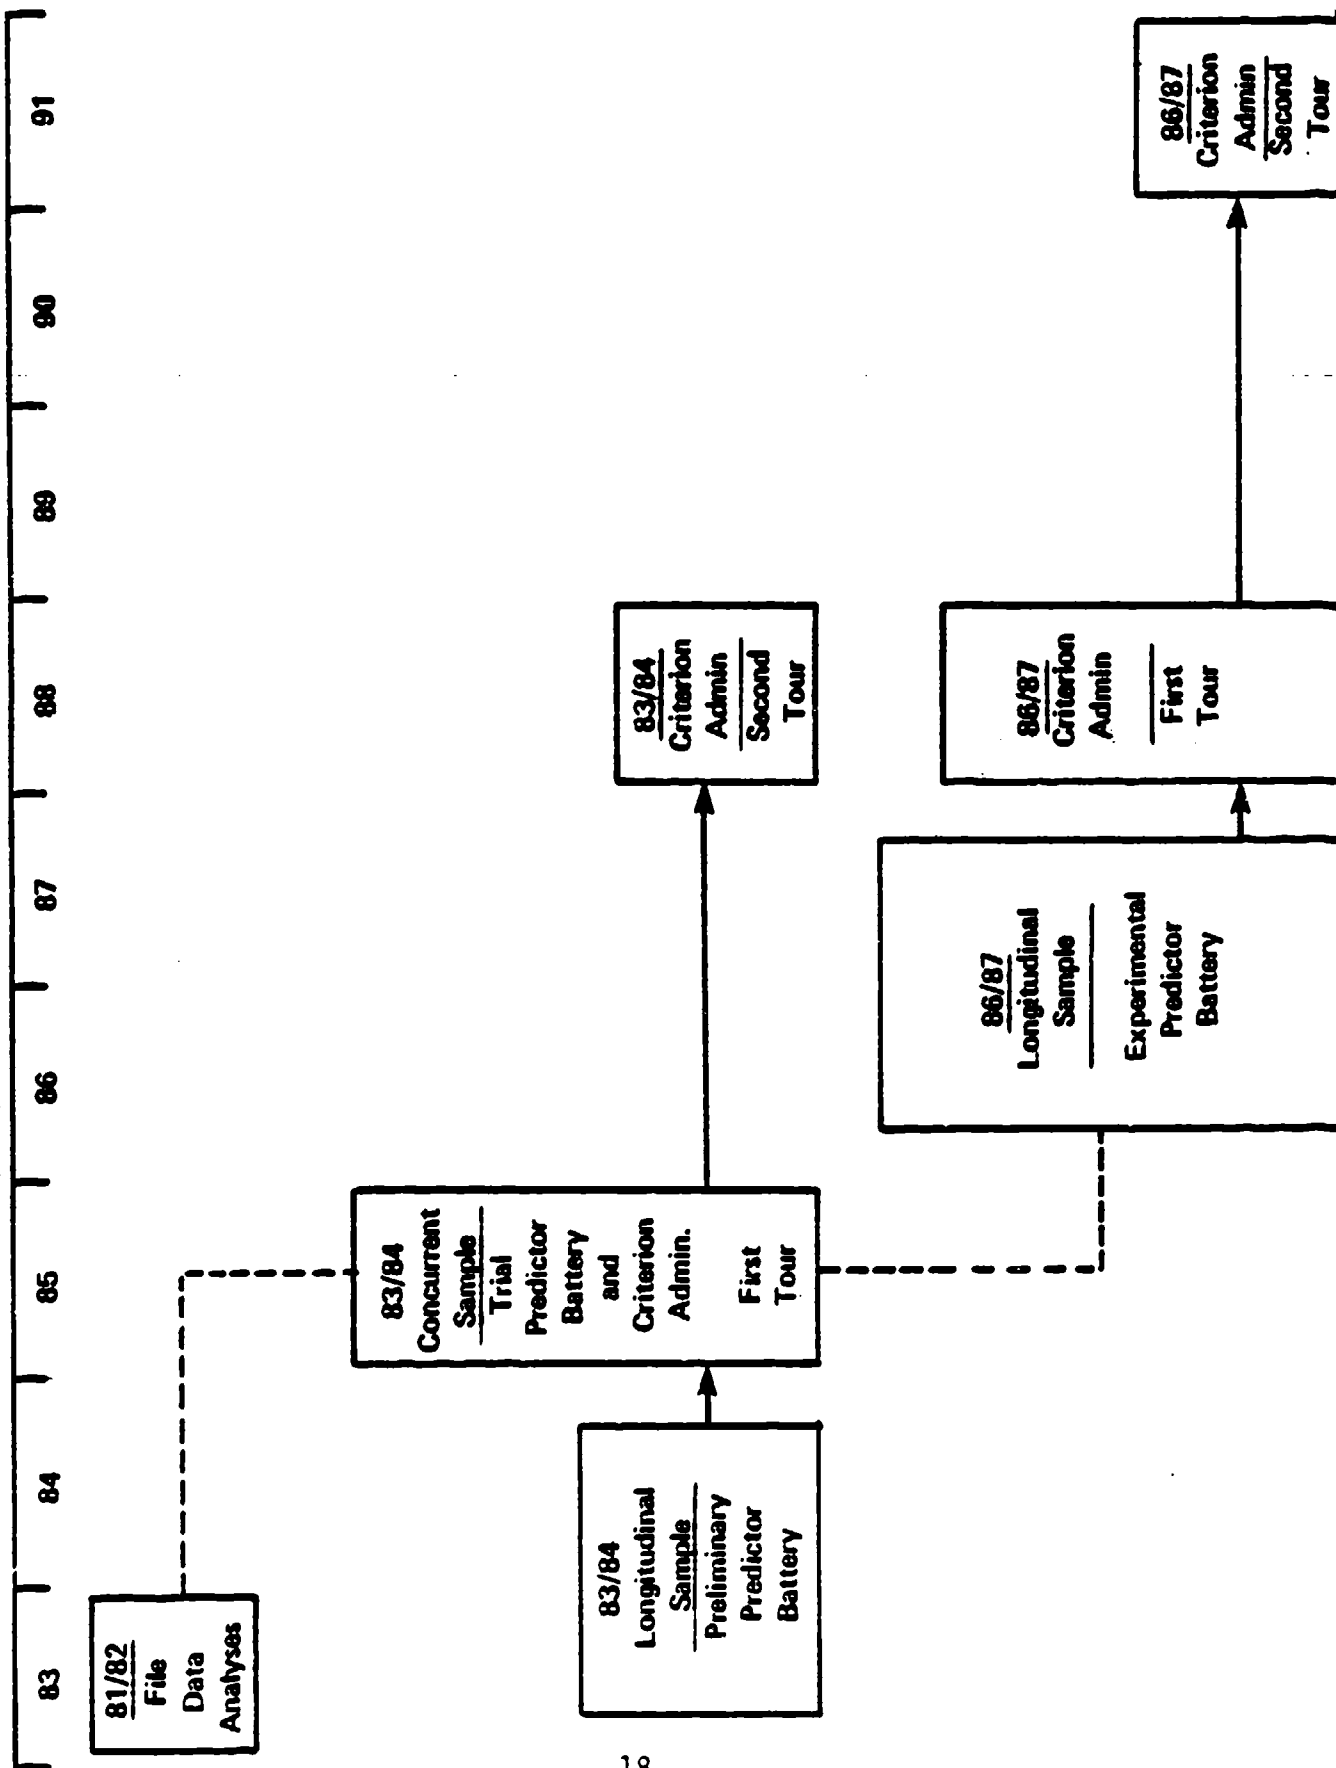 83
84
85
86
87
88
89
90
91
81/82
File
Data
Analyses
83/84
Longitudinal
Sample
Preliminary
Predictor
Battery
83/84
Concurrent
Sample
Trial
Predictor
Battery
and
Criterion
Admin.
First
Tour
83/84
Criterion
Admin
Second
Tour
86/87
Longitudinal
Sample
Experimental
Predictor
Battery
86/87
Criterion
Admin
First
Tour
86/87
Criterion
Admin
Second
Tour